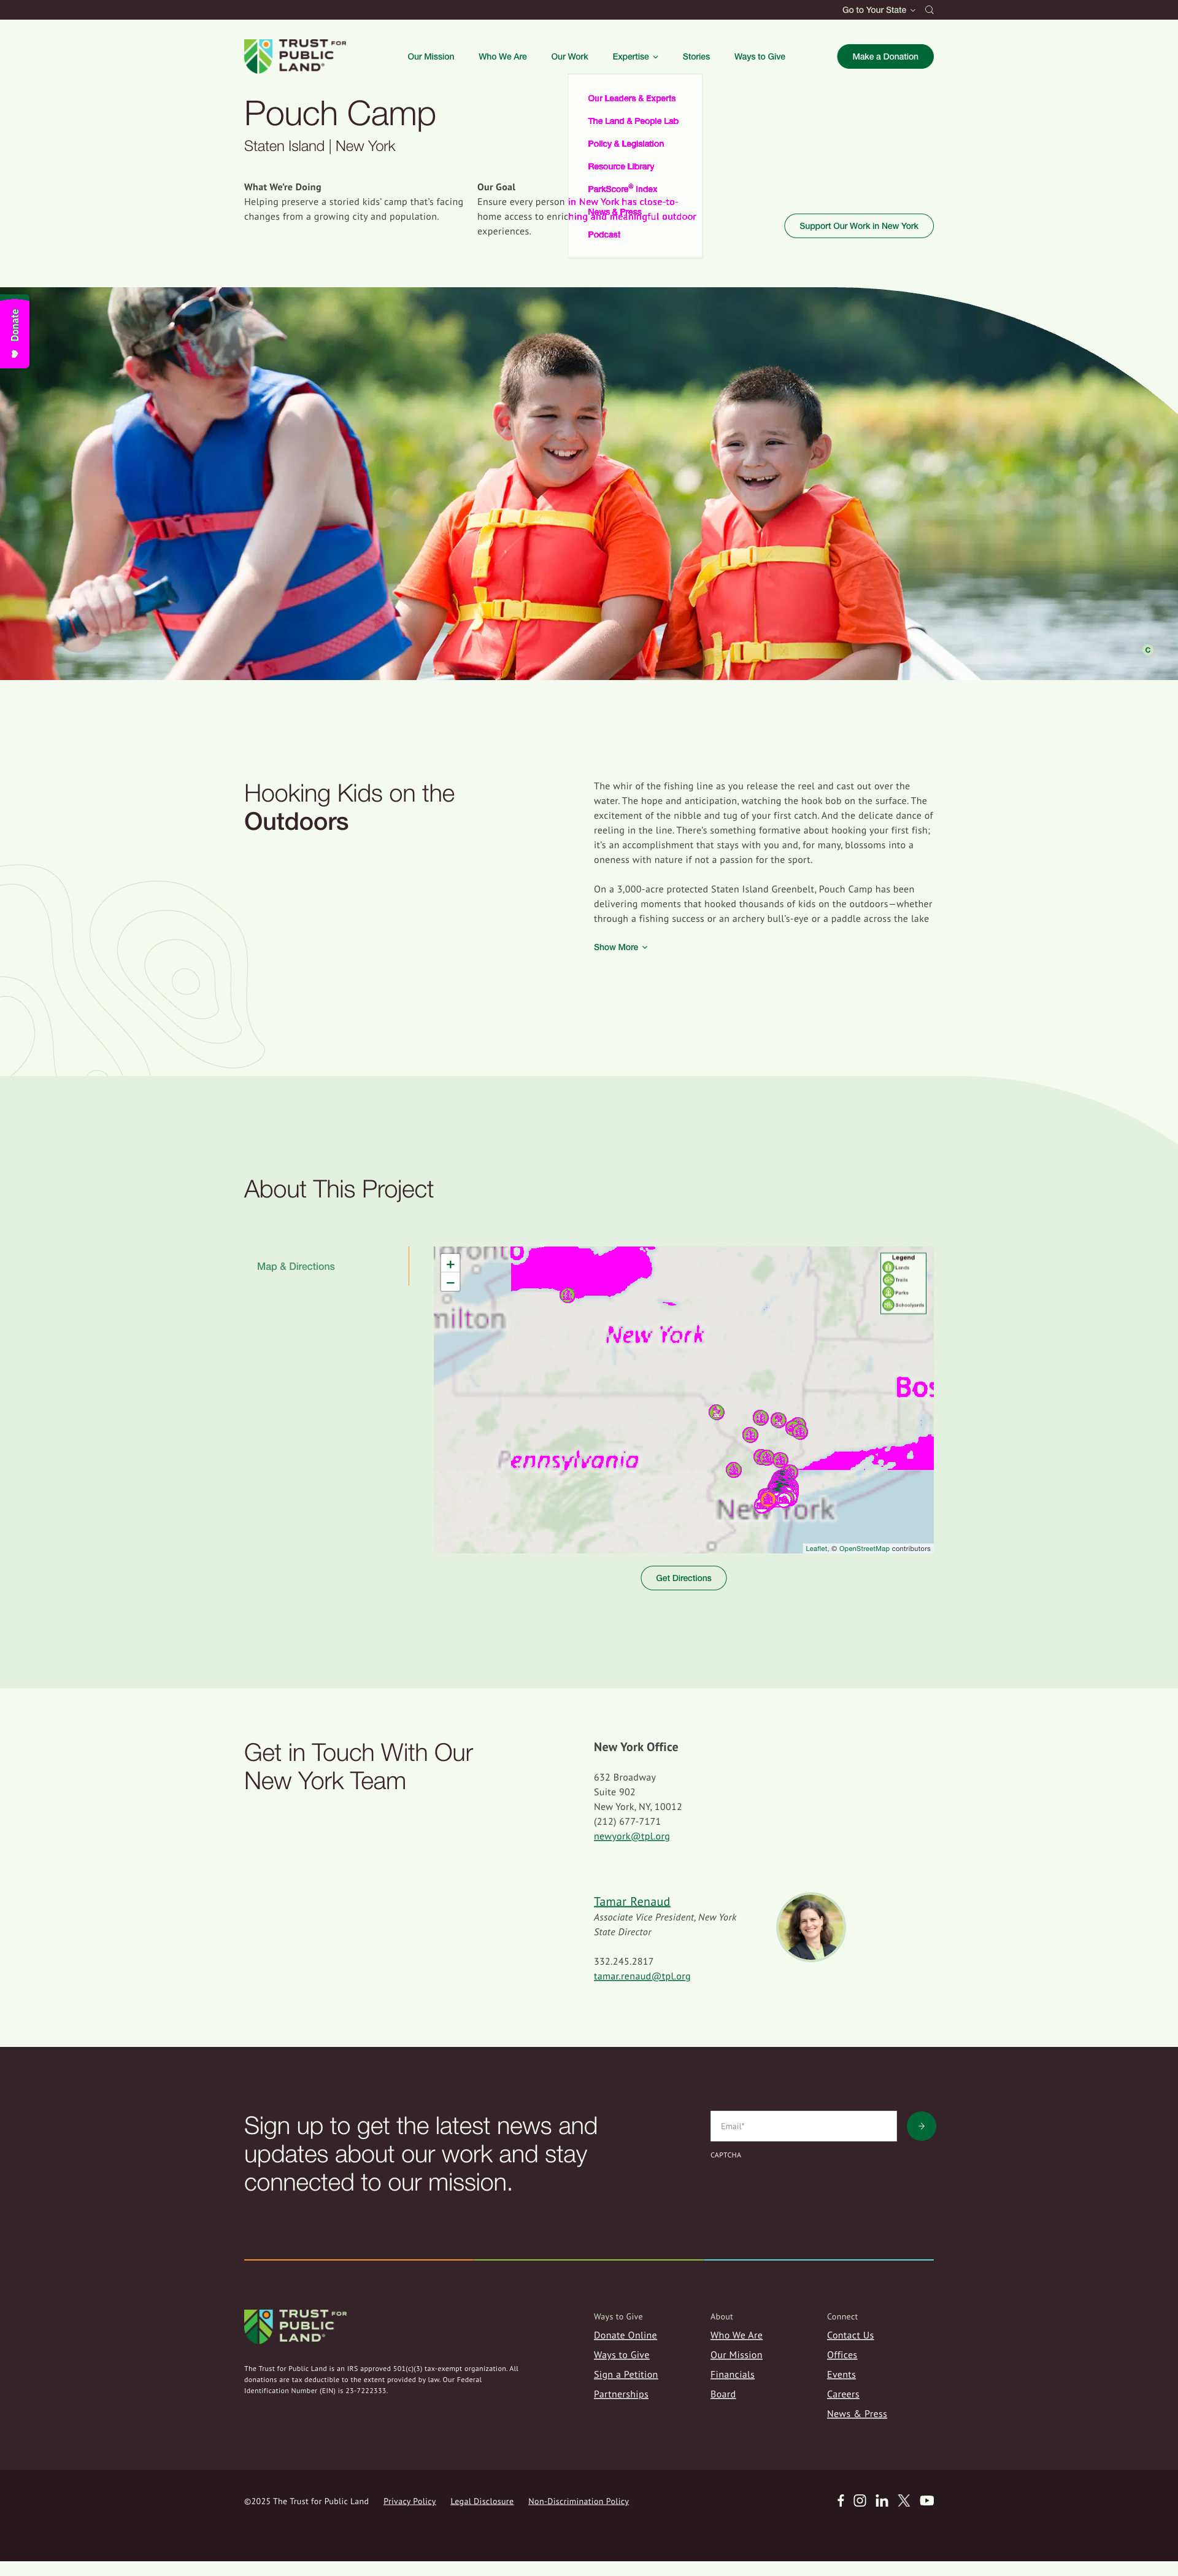 Go to Your State
TRUST FOR
PUBLIC
LAND®
Our Mission
Who We Are
Our Work
Expertise
Stories
Ways to Give
Make a Donation
Our Leaders & Experts
The Land & People Lab
Policy & Legislation
Resource Library
ParkScore® Index
News & Press
Podcast
Pouch Camp
Staten Island | New York
What We're Doing
Helping preserve a storied kids' camp that's facing
changes from a growing city and population.
Our Goal
Ensure every person in New York has close-to-
home access to enriching and meaningful outdoor
experiences.
Support Our Work in New York
Donate
C
Hooking Kids on the
Outdoors
The whir of the fishing line as you release the reel and cast out over the
water. The hope and anticipation, watching the hook bob on the surface. The
excitement of the nibble and tug of your first catch. And the delicate dance of
reeling in the line. There's something formative about hooking your first fish;
it's an accomplishment that stays with you and, for many, blossoms into a
oneness with nature if not a passion for the sport.
On a 3,000-acre protected Staten Island Greenbelt, Pouch Camp has been
delivering moments that hooked thousands of kids on the outdoors—whether
through a fishing success or an archery bull's-eye or a paddle across the lake
Show More
About This Project
Map & Directions
+
−
oronto
milton
New York
Bos
Pennsylvania
New York
Legend
Lands
Trails
Parks
Schoolyards
Leaflet, © OpenStreetMap contributors
Get Directions
Get in Touch With Our
New York Team
New York Office
632 Broadway
Suite 902
New York, NY, 10012
(212) 677-7171
newyork@tpl.org
Tamar Renaud
Associate Vice President, New York
State Director
332.245.2817
tamar.renaud@tpl.org
Sign up to get the latest news and
updates about our work and stay
connected to our mission.
Email*
CAPTCHA
TRUST FOR
PUBLIC
LAND®
The Trust for Public Land is an IRS approved 501(c)(3) tax-exempt organization. All
donations are tax deductible to the extent provided by law. Our Federal
Identification Number (EIN) is 23-7222333.
Ways to Give
Donate Online
Ways to Give
Sign a Petition
Partnerships
About
Who We Are
Our Mission
Financials
Board
Connect
Contact Us
Offices
Events
Careers
News & Press
©2025 The Trust for Public Land
Privacy Policy
Legal Disclosure
Non-Discrimination Policy